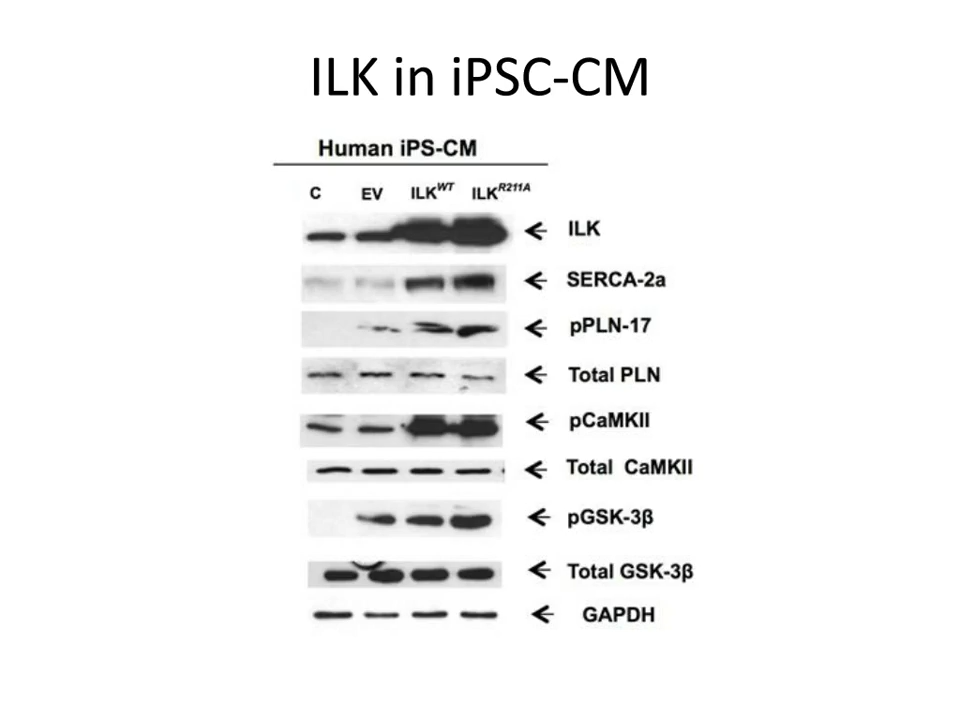 ILK in iPSC-CM
Human iPS-CM
C EV ILK^WT ILK^R211A
ILK
SERCA-2a
pPLN-17
Total PLN
pCaMKII
Total CaMKII
pGSK-3β
Total GSK-3β
GAPDH